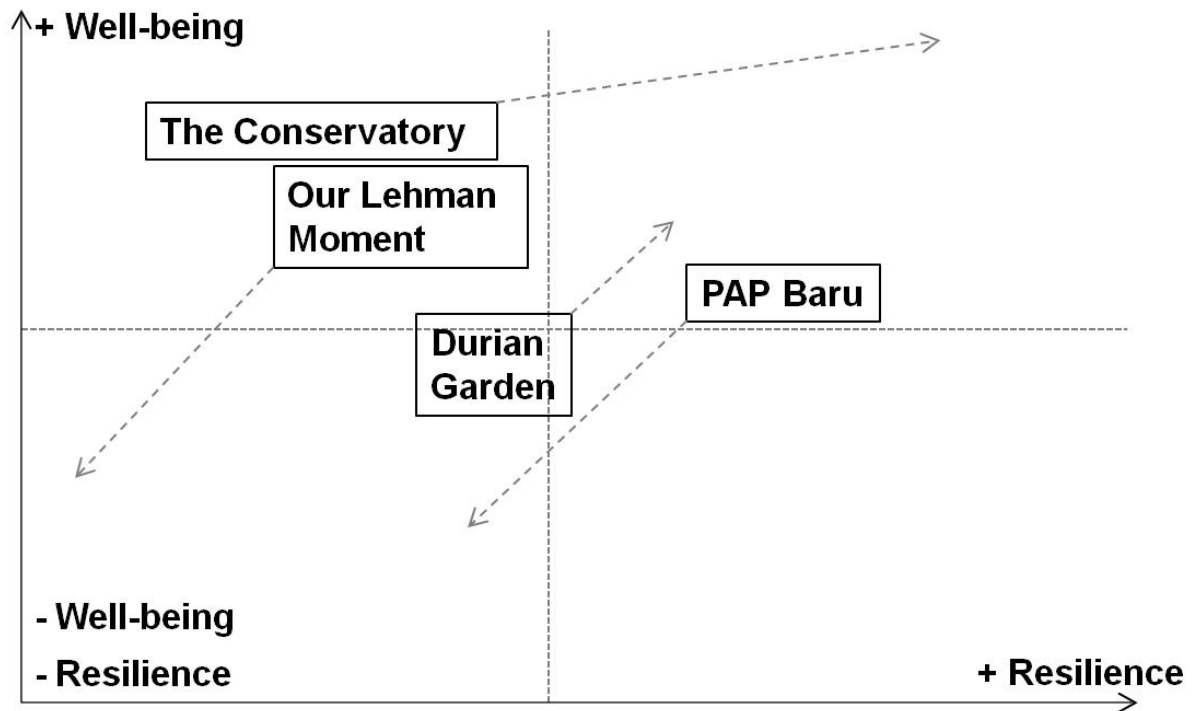 + Well-being
The Conservatory
Our Lehman
Moment
PAP Baru
Durian
Garden
- Well-being
- Resilience
+ Resilience